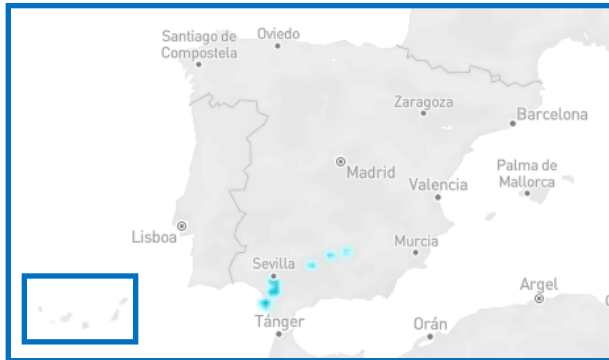 Santiago de
Compostela
Oviedo
Zaragoza
Barcelona
Madrid
Palma de
Mallorca
Valencia
Lisboa
Murcia
Sevilla
Argel
Tánger
Orán